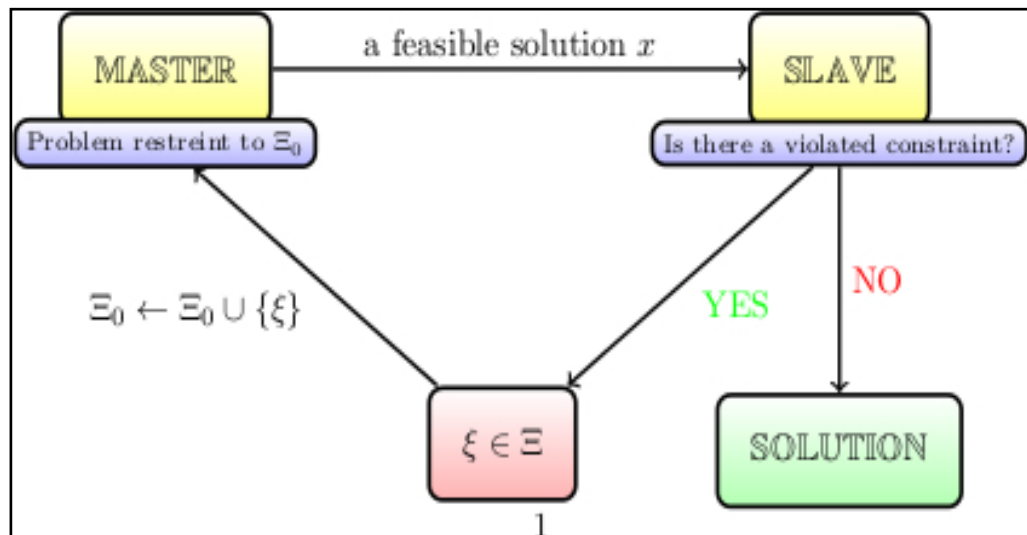 a feasible solution x
MASTER
SLAVE
Problem restreint to Ξ₀
Is there a violated constraint?
Ξ₀ ← Ξ₀ ∪ {ξ}
YES
NO
ξ ∈ Ξ
SOLUTION
1